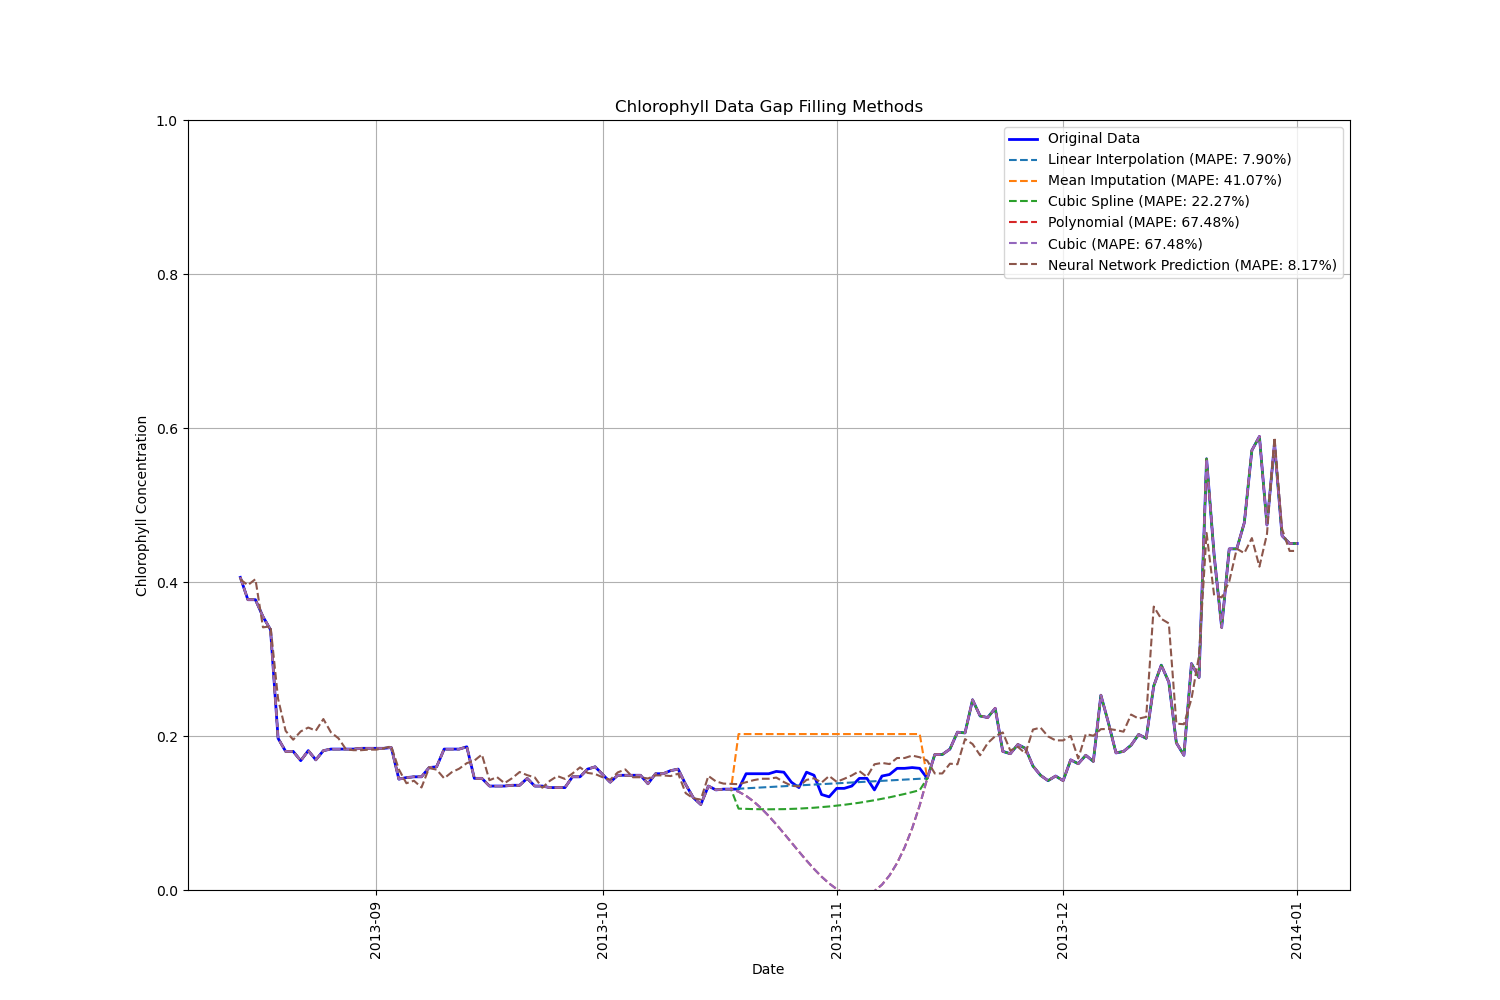 Chlorophyll Data Gap Filling Methods
1.0
0.8
0.6
0.4
0.2
0.0
Chlorophyll Concentration
Original Data
Linear Interpolation (MAPE: 7.90%)
Mean Imputation (MAPE: 41.07%)
Cubic Spline (MAPE: 22.27%)
Polynomial (MAPE: 67.48%)
Cubic (MAPE: 67.48%)
Neural Network Prediction (MAPE: 8.17%)
2013-09
2013-10
2013-11
2013-12
2014-01
Date